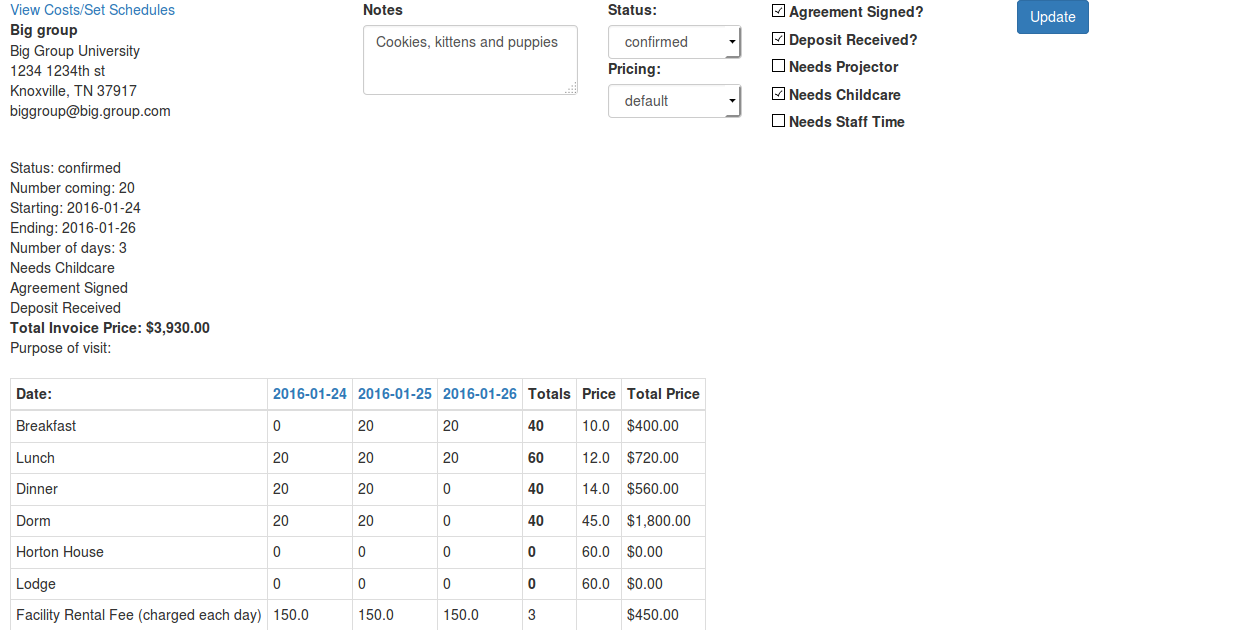 View Costs/Set Schedules
Big group
Big Group University
1234 1234th st
Knoxville, TN 37917
biggroup@big.group.com
Notes
Cookies, kittens and puppies
Status:
confirmed
Pricing:
default
Agreement Signed?
Deposit Received?
Needs Projector
Needs Childcare
Needs Staff Time
Update
Status: confirmed
Number coming: 20
Starting: 2016-01-24
Ending: 2016-01-26
Number of days: 3
Needs Childcare
Agreement Signed
Deposit Received
Total Invoice Price: $3,930.00
Purpose of visit:
Date: 2016-01-24 2016-01-25 2016-01-26 Totals Price Total Price
Breakfast 0 20 20 40 10.0 $400.00
Lunch 20 20 20 60 12.0 $720.00
Dinner 20 20 0 40 14.0 $560.00
Dorm 20 20 0 40 45.0 $1,800.00
Horton House 0 0 0 0 60.0 $0.00
Lodge 0 0 0 0 60.0 $0.00
Facility Rental Fee (charged each day) 150.0 150.0 150.0 3 $450.00